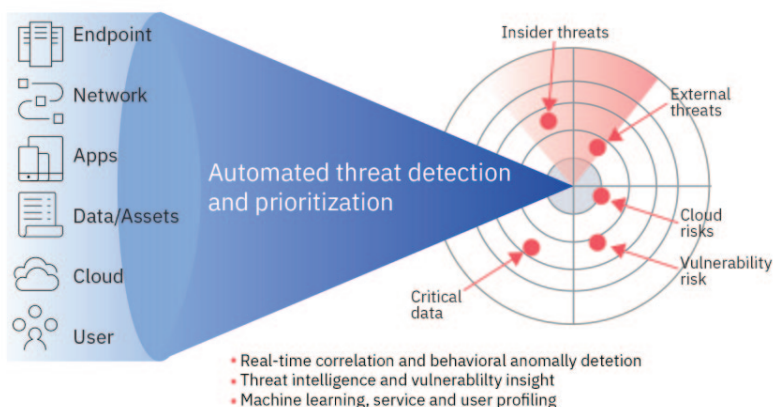 Endpoint
Network
Apps
Data/Assets
Cloud
User
Automated threat detection
and prioritization
Insider threats
External
threats
Cloud
risks
Vulnerability
risk
Critical
data
• Real-time correlation and behavioral anomally detetion
• Threat intelligence and vulnerablilty insight
• Machine learning, service and user profiling